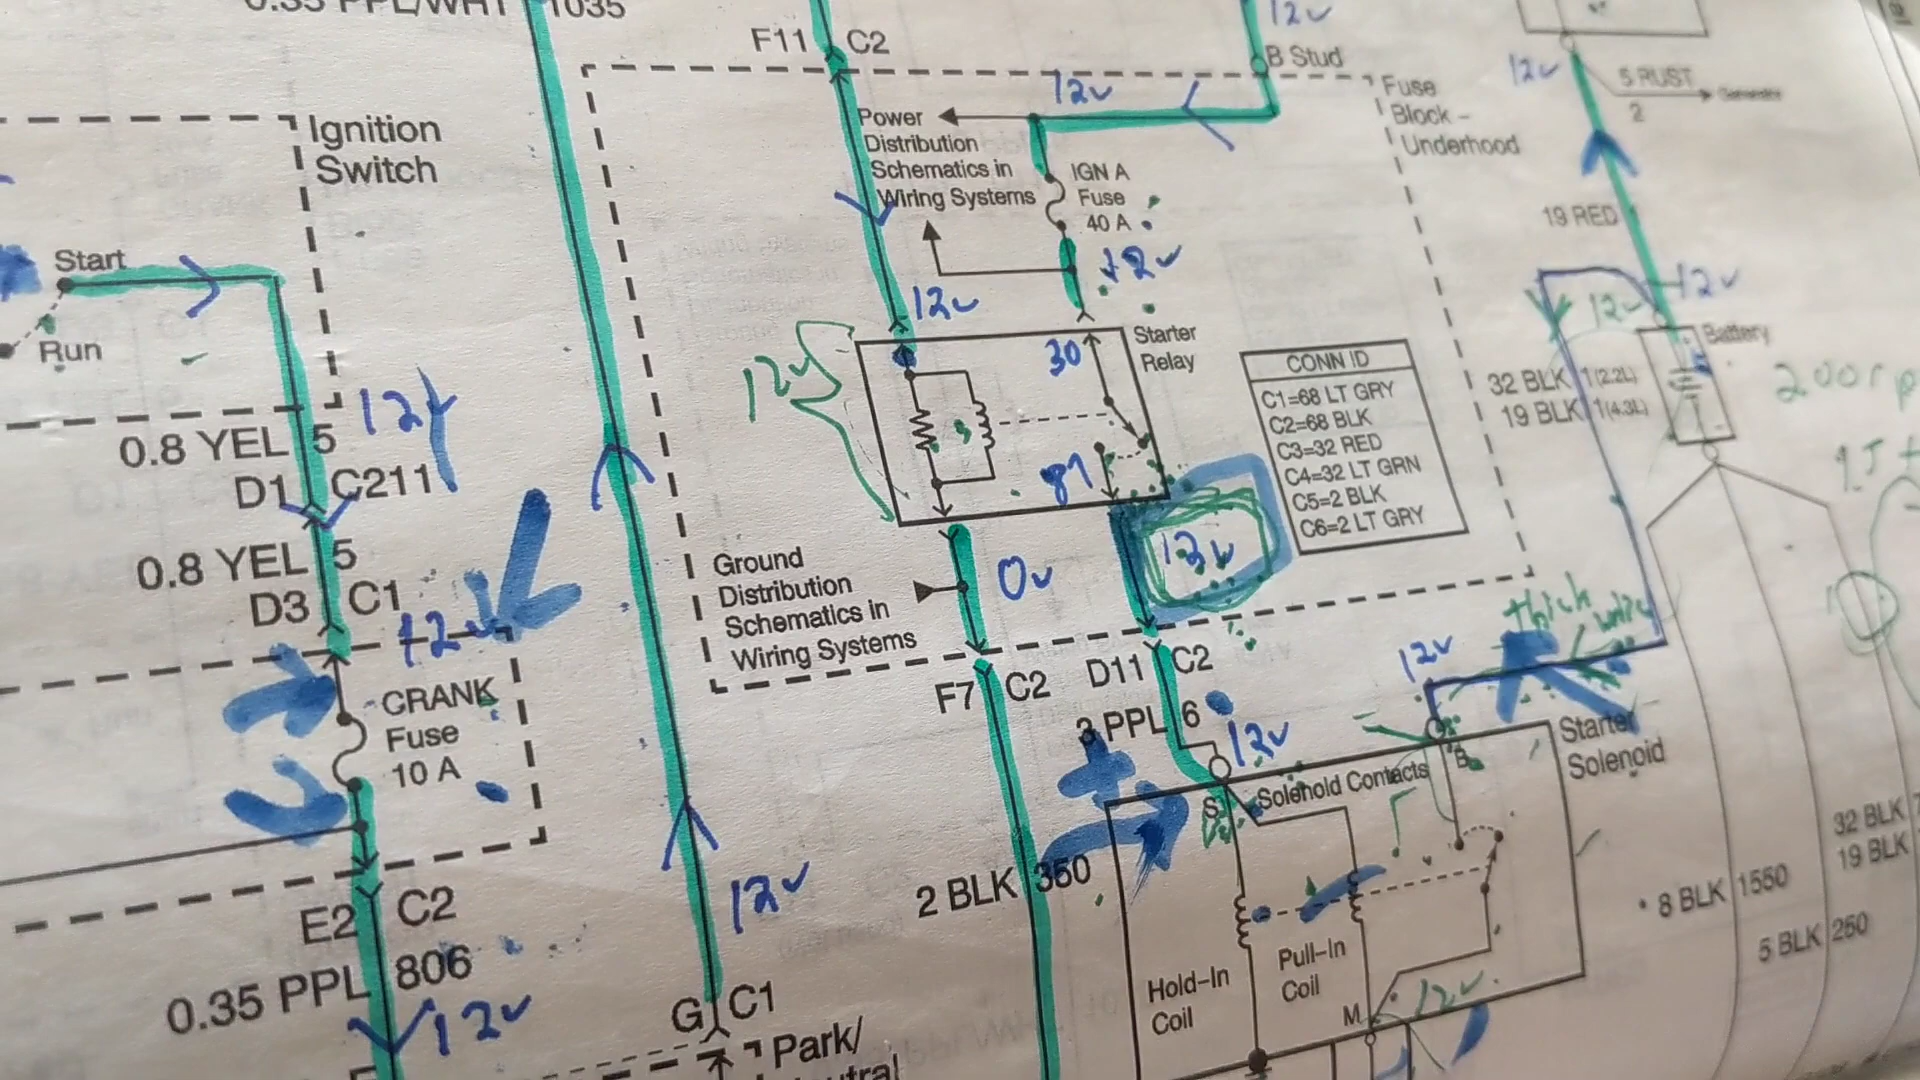 0.35 PPL/WHT 1035
F11 C2
12v
B Stud
12v
Fuse
Block -
Underhood
12v
5 RUST
2
Generator
Power
Distribution
Schematics in
Wiring Systems
IGN A
Fuse
40 A
12v
Ignition
Switch
Start
Run
19 RED
12v
12v
Battery
12v
12v
30
87
Starter
Relay
CONN ID
C1=68 LT GRY
C2=68 BLK
C3=32 RED
C4=32 LT GRN
C5=2 BLK
C6=2 LT GRY
32 BLK 1(2.2L)
19 BLK 1(4.3L)
0.8 YEL 5
12v
D1 C211
0.8 YEL 5
D3 C1
12v
CRANK
Fuse
10 A
Ground
Distribution
Schematics in
Wiring Systems
0v
F7 C2
D11 C2
3 PPL 6
12v
thick wire
12v
B
Starter
Solenoid
S
Solenoid Contacts
Hold-In
Coil
Pull-In
Coil
M
12v
2 BLK 350
E2 C2
0.35 PPL 806
12v
12v
G C1
Park/
32 BLK
19 BLK
8 BLK 1550
5 BLK 250